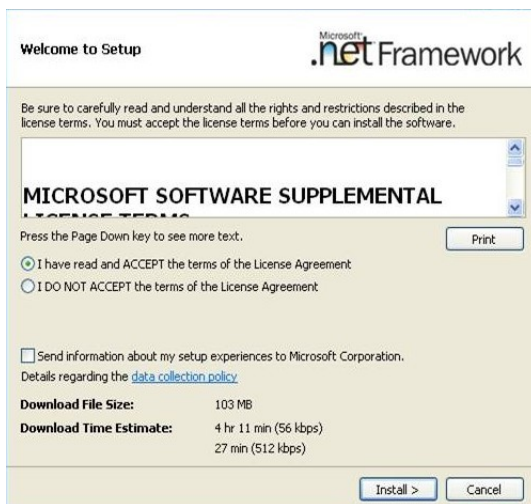 Welcome to Setup
Microsoft
.net Framework
Be sure to carefully read and understand all the rights and restrictions described in the
license terms. You must accept the license terms before you can install the software.
MICROSOFT SOFTWARE SUPPLEMENTAL
LICENSE TERMS
Press the Page Down key to see more text.
Print
I have read and ACCEPT the terms of the License Agreement
I DO NOT ACCEPT the terms of the License Agreement
Send information about my setup experiences to Microsoft Corporation.
Details regarding the data collection policy
Download File Size: 103 MB
Download Time Estimate: 4 hr 11 min (56 kbps)
27 min (512 kbps)
Install >
Cancel